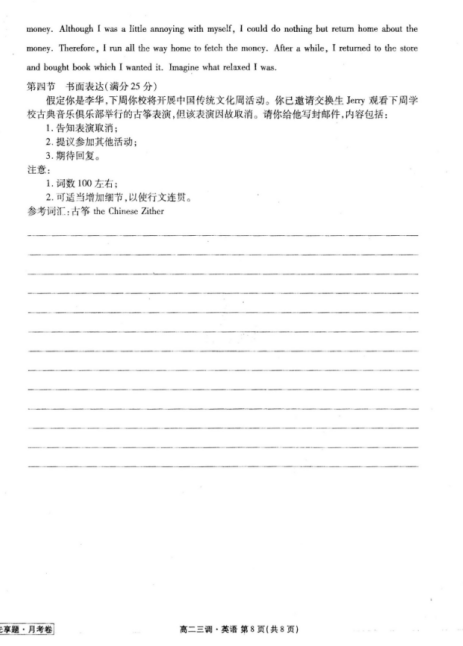 money. Although I was a little annoying with myself, I could do nothing but return home about the
money. Therefore, I run all the way home to fetch the money. After a while, I returned to the store
and bought book which I wanted it. Imagine what relaxed I was.
第四节 书面表达(满分25分)
假定你是李华,下周你校将开展中国传统文化周活动。你已邀请交换生 Jerry 观看下周学
校古典音乐俱乐部举行的古筝表演,但该表演因故取消。请你给他写封邮件,内容包括:
1. 告知表演取消;
2. 提议参加其他活动;
3. 期待回复。
注意:
1. 词数100左右;
2. 可适当增加细节,以使行文连贯。
参考词汇:古筝 the Chinese Zither
享题·月考卷
高二三调·英语 第8页(共8页)